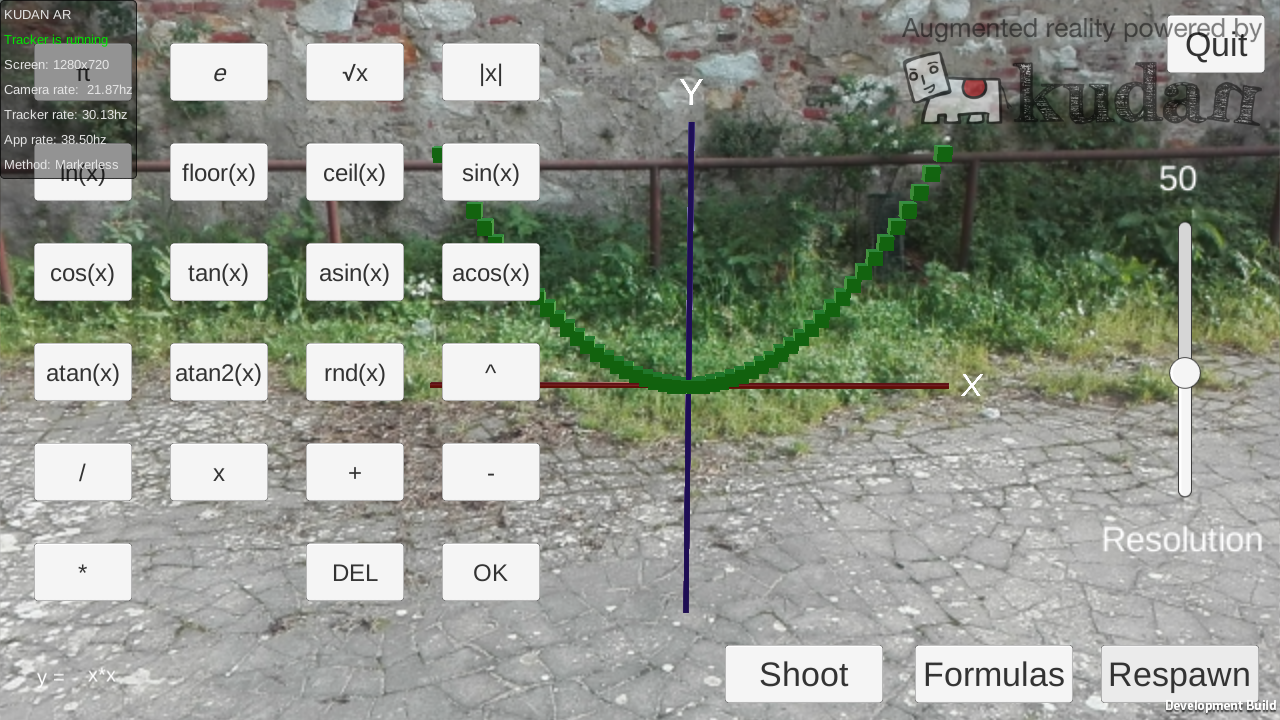 KUDAN AR
Tracker is running
Screen: 1280x720
Camera rate: 21.87hz
Tracker rate: 30.13hz
App rate: 38.50hz
Method: Markerless
Augmented reality powered by
kudan
Quit
π
e
√x
|x|
ln(x)
floor(x)
ceil(x)
sin(x)
cos(x)
tan(x)
asin(x)
acos(x)
atan(x)
atan2(x)
rnd(x)
^
/
x
+
-
*
DEL
OK
Y
X
50
Resolution
y = x*x
Shoot
Formulas
Respawn
Development Build